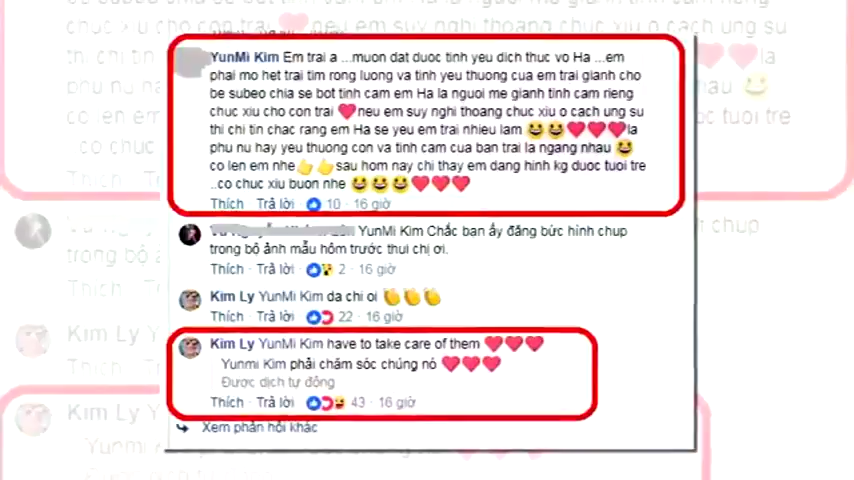 YunMi Kim Em trai a ...muon dat duoc tinh yeu dich thuc vo Ha ...em
phai mo het trai tim rong luong va tinh yeu thuong cua em trai gianh cho
be subeo chia se bot tinh cam em Ha la nguoi me gianh tinh cam rieng
chuc xiu cho con trai ❤️neu em suy nghi thoang chuc xiu o cach ung su
thi chi tin chac rang em Ha se yeu em trai nhieu lam 😆😆❤️❤️❤️la
phu nu hay yeu thuong con va tinh cam cua ban trai la ngang nhau 😆
co len em nhe👍👍 sau hom nay chi thay em dang hinh kg duoc tuoi tre
..co chuc xiu buon nhe 😆😆😆❤️❤️❤️
Thích · Trả lời · 10 · 16 giờ
YunMi Kim Chắc bạn ấy đăng bức hình chụp
trong bộ ảnh mẫu hôm trước thui chị ơi.
Thích · Trả lời · 2 · 16 giờ
Kim Ly YunMi Kim da chi oi 👏👏👏
Thích · Trả lời · 22 · 16 giờ
Kim Ly YunMi Kim have to take care of them ❤️❤️❤️
Yunmi Kim phải chăm sóc chúng nó ❤️❤️❤️
Được dịch tự động
Thích · Trả lời · 43 · 16 giờ
Xem phản hồi khác